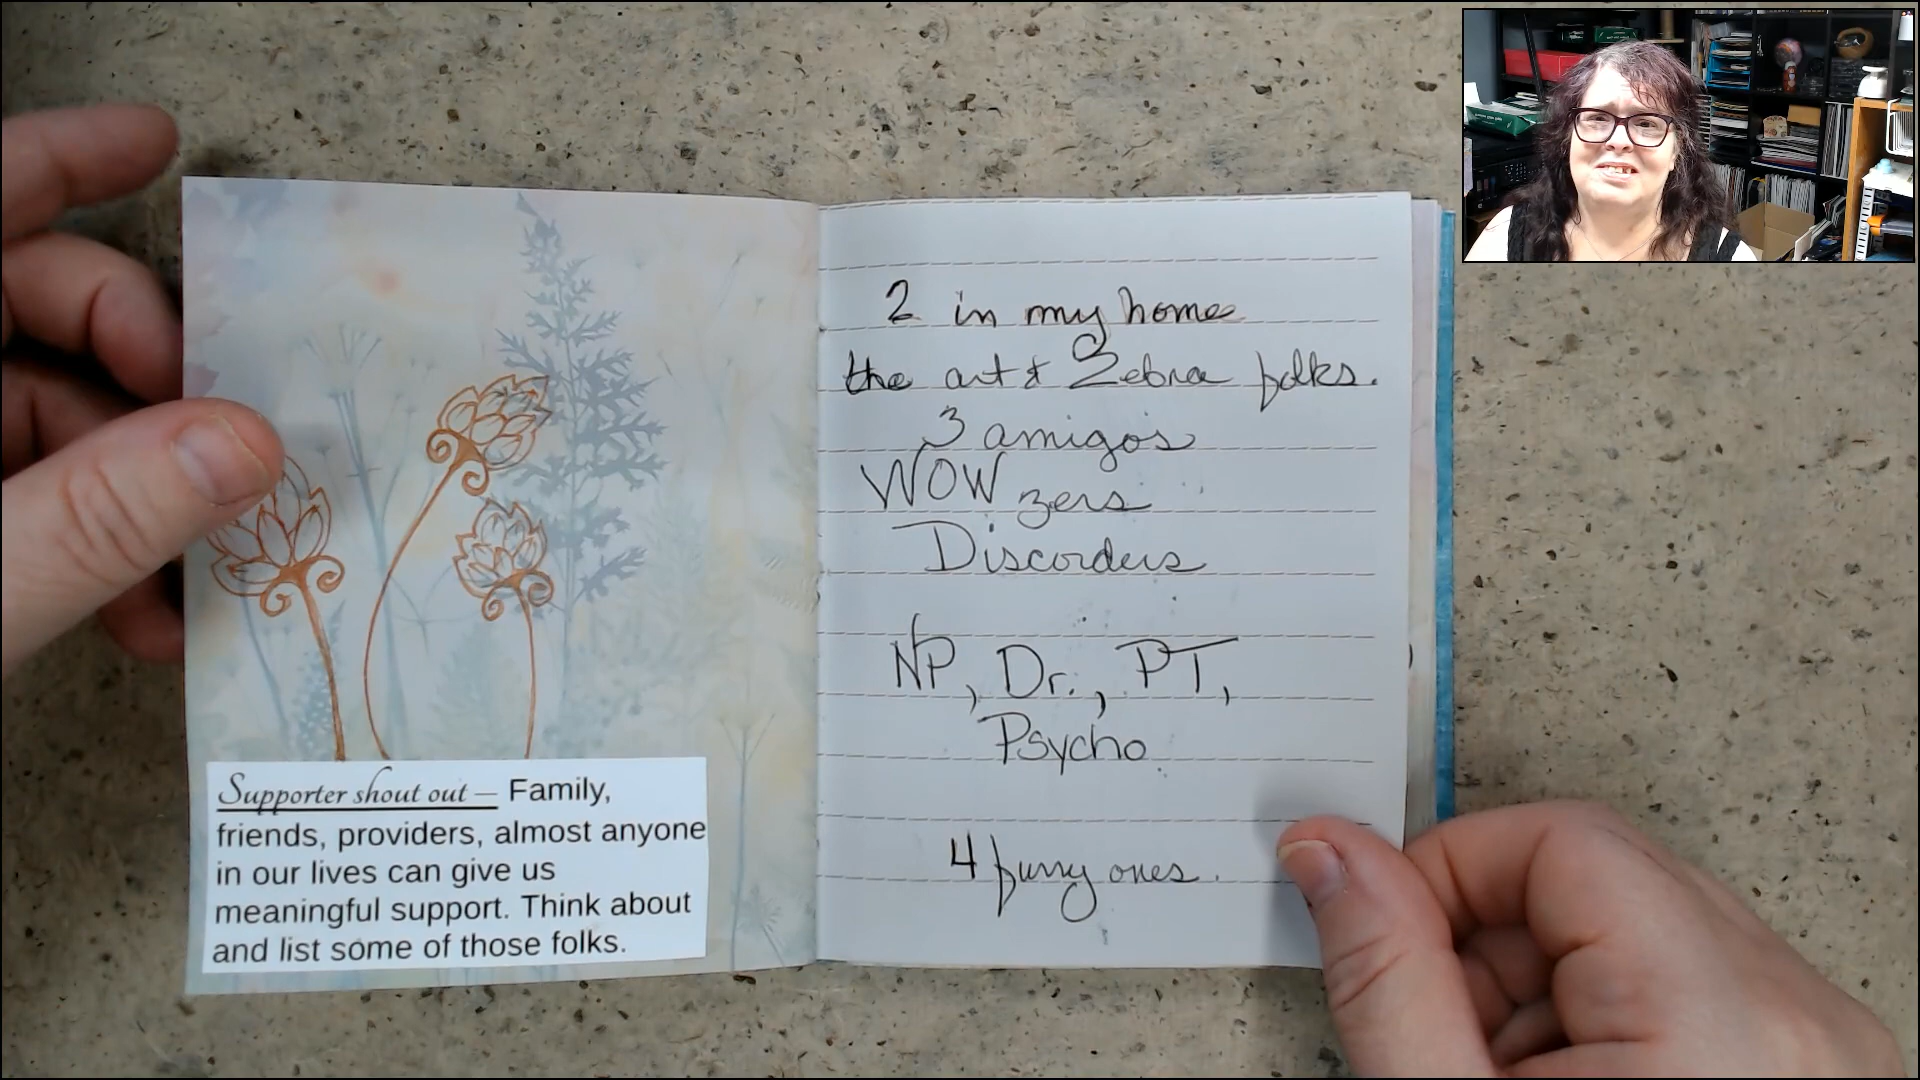 Supporter shout out — Family,
friends, providers, almost anyone
in our lives can give us
meaningful support. Think about
and list some of those folks.
2 in my home
the art & Zebra folks.
3 amigos
WOW zers
Discorders
NP, Dr., PT,
Psycho
4 furry ones.